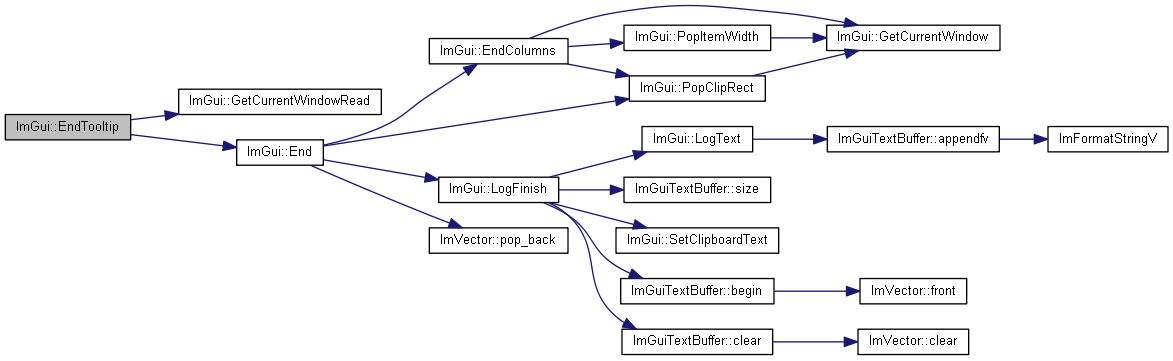 ImGui::EndTooltip
ImGui::GetCurrentWindowRead
ImGui::End
ImGui::EndColumns
ImGui::PopItemWidth
ImGui::GetCurrentWindow
ImGui::PopClipRect
ImGui::LogFinish
ImGui::LogText
ImGuiTextBuffer::appendfv
ImFormatStringV
ImGuiTextBuffer::size
ImGui::SetClipboardText
ImGuiTextBuffer::begin
ImVector::front
ImGuiTextBuffer::clear
ImVector::clear
ImVector::pop_back